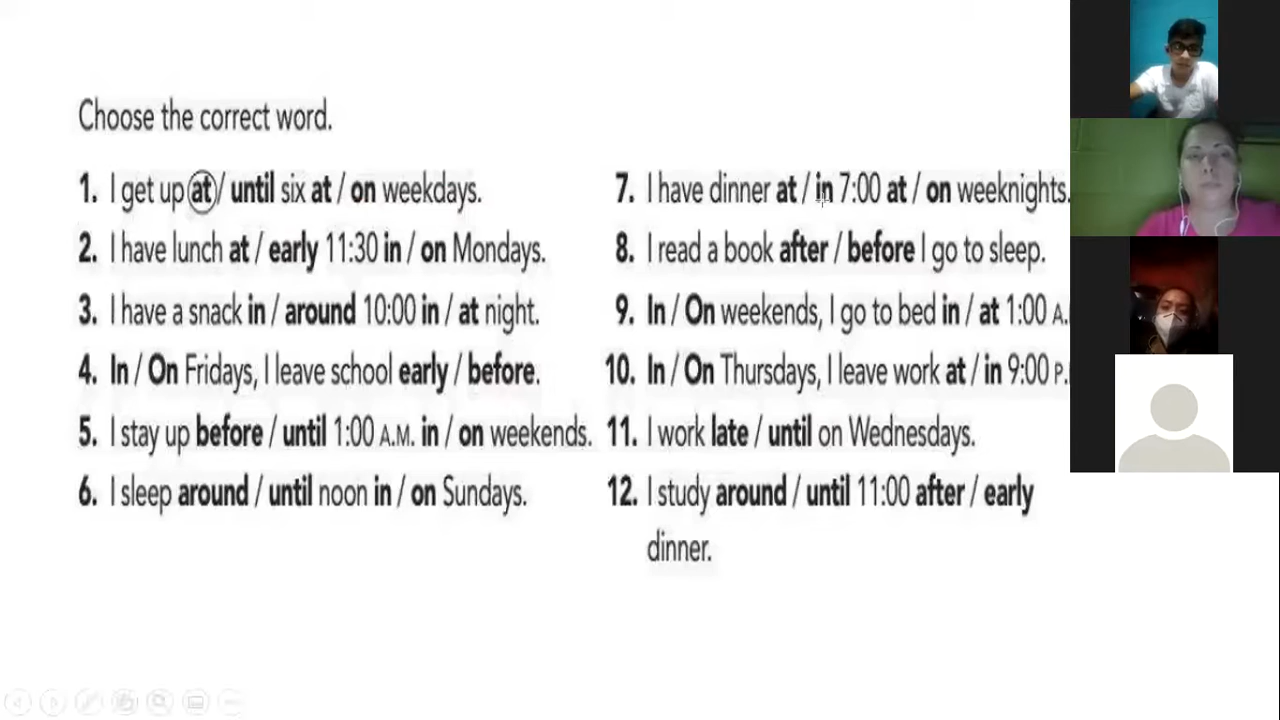 Choose the correct word.
1. I get up at / until six at / on weekdays.
2. I have lunch at / early 11:30 in / on Mondays.
3. I have a snack in / around 10:00 in / at night.
4. In / On Fridays, I leave school early / before.
5. I stay up before / until 1:00 A.M. in / on weekends.
6. I sleep around / until noon in / on Sundays.
7. I have dinner at / in 7:00 at / on weeknights.
8. I read a book after / before I go to sleep.
9. In / On weekends, I go to bed in / at 1:00 A.
10. In / On Thursdays, I leave work at / in 9:00 P.
11. I work late / until on Wednesdays.
12. I study around / until 11:00 after / early
dinner.